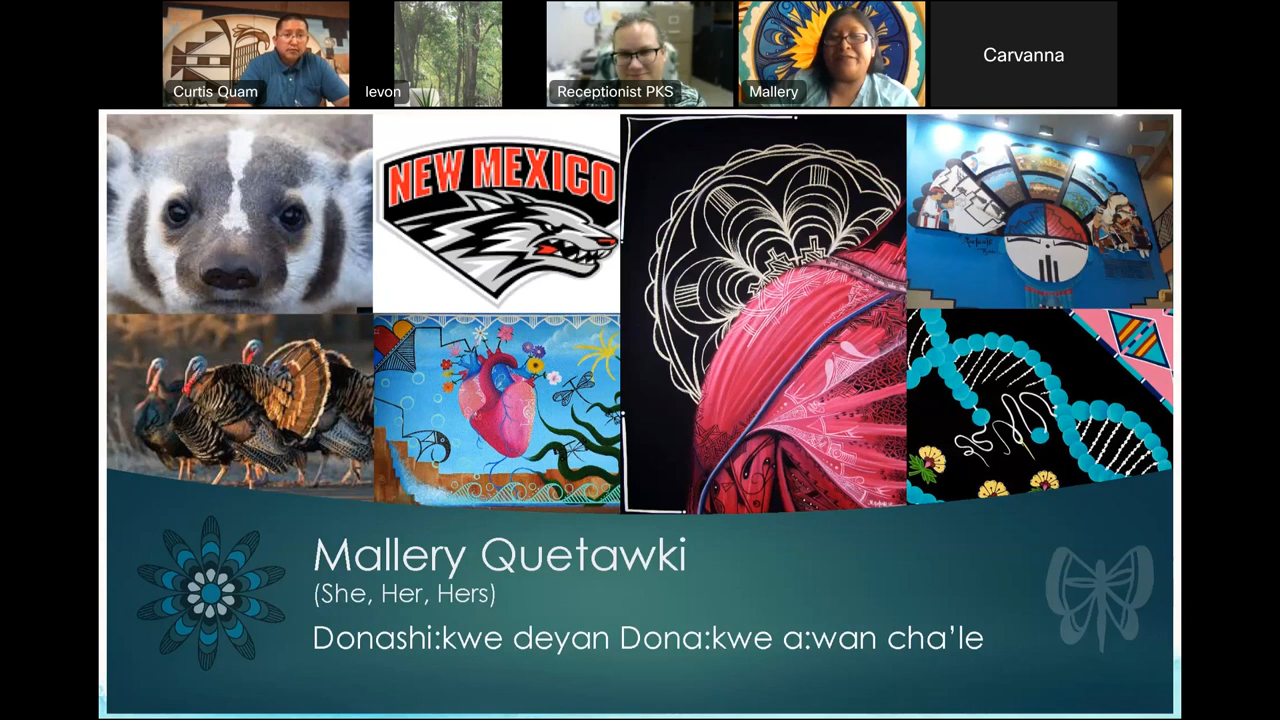 Curtis Quam
levon
Receptionist PKS
Mallery
Carvanna
NEW MEXICO
Mallery Quetawki
(She, Her, Hers)
Donashi:kwe deyan Dona:kwe a:wan cha’le